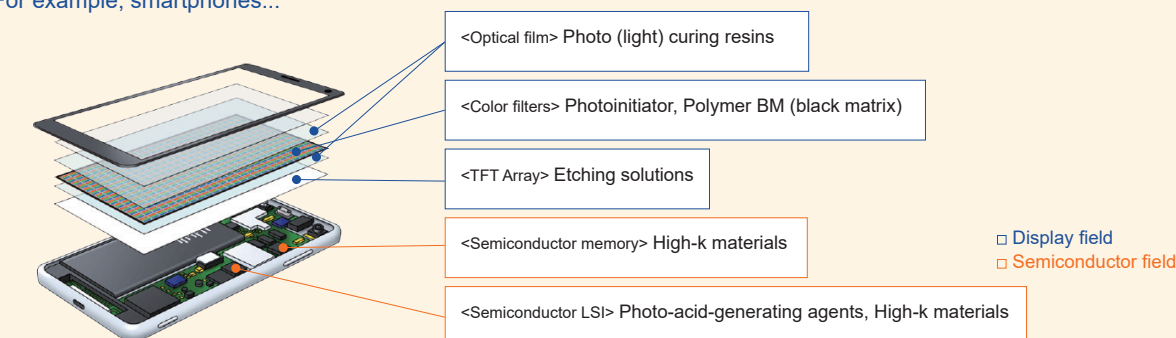 For example, smartphones...
<Optical film> Photo (light) curing resins
<Color filters> Photoinitiator, Polymer BM (black matrix)
<TFT Array> Etching solutions
<Semiconductor memory> High-k materials
<Semiconductor LSI> Photo-acid-generating agents, High-k materials
□ Display field
□ Semiconductor field